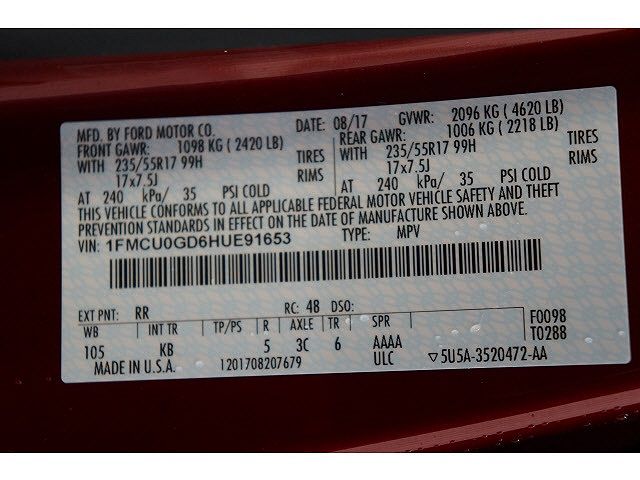 MFD. BY FORD MOTOR CO.
DATE: 08/17 GVWR: 2096 KG ( 4620 LB)
FRONT GAWR: 1098 KG ( 2420 LB)
REAR GAWR: 1006 KG ( 2218 LB)
WITH 235/55R17 99H TIRES
WITH 235/55R17 99H TIRES
17x7.5J RIMS
17x7.5J RIMS
AT 240 kPa/ 35 PSI COLD
AT 240 kPa/ 35 PSI COLD
THIS VEHICLE CONFORMS TO ALL APPLICABLE FEDERAL MOTOR VEHICLE SAFETY AND THEFT
PREVENTION STANDARDS IN EFFECT ON THE DATE OF MANUFACTURE SHOWN ABOVE.
VIN: 1FMCU0GD6HUE91653 TYPE: MPV
EXT PNT: RR RC: 48 DSO:
WB INT TR TP/PS R AXLE TR SPR F0098
105 KB 5 3C 6 AAAA T0288
MADE IN U.S.A. 1201708207679 ULC ▽5U5A-3520472-AA